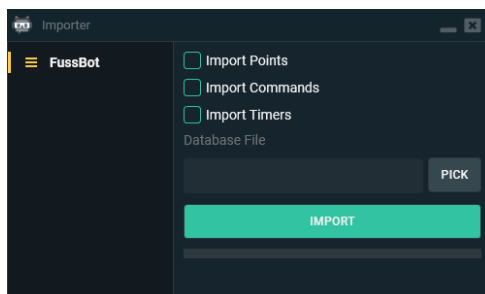 Importer
FussBot
Import Points
Import Commands
Import Timers
Database File
PICK
IMPORT